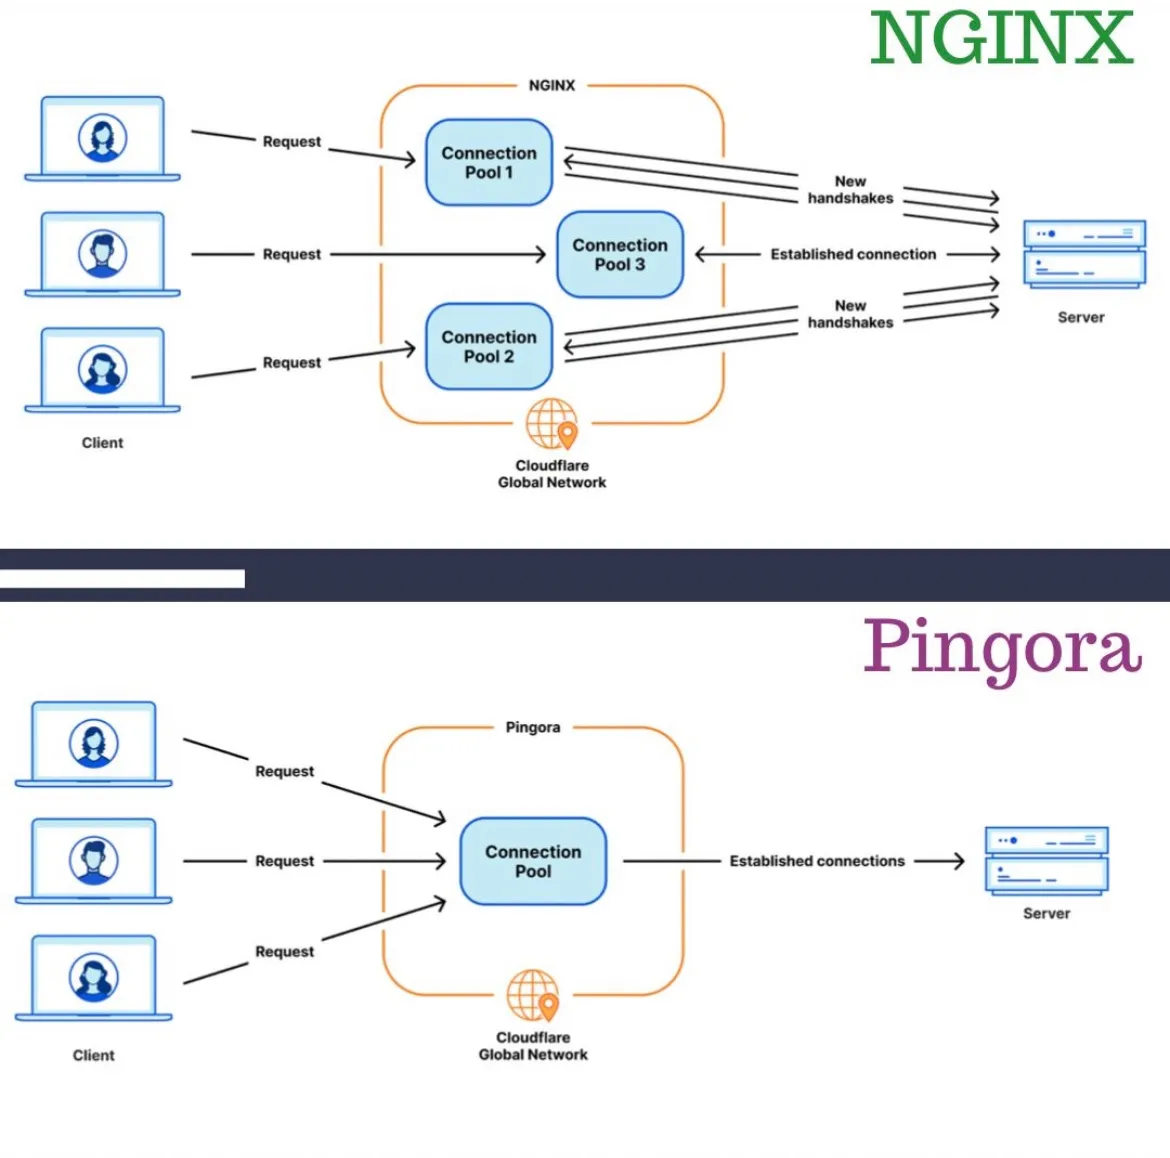 NGINX
NGINX
Request
Connection
Pool 1
New
handshakes
Request
Connection
Pool 3
Established connection
Request
Connection
Pool 2
New
handshakes
Server
Client
Cloudflare
Global Network
Pingora
Pingora
Request
Request
Connection
Pool
Established connections
Request
Server
Client
Cloudflare
Global Network